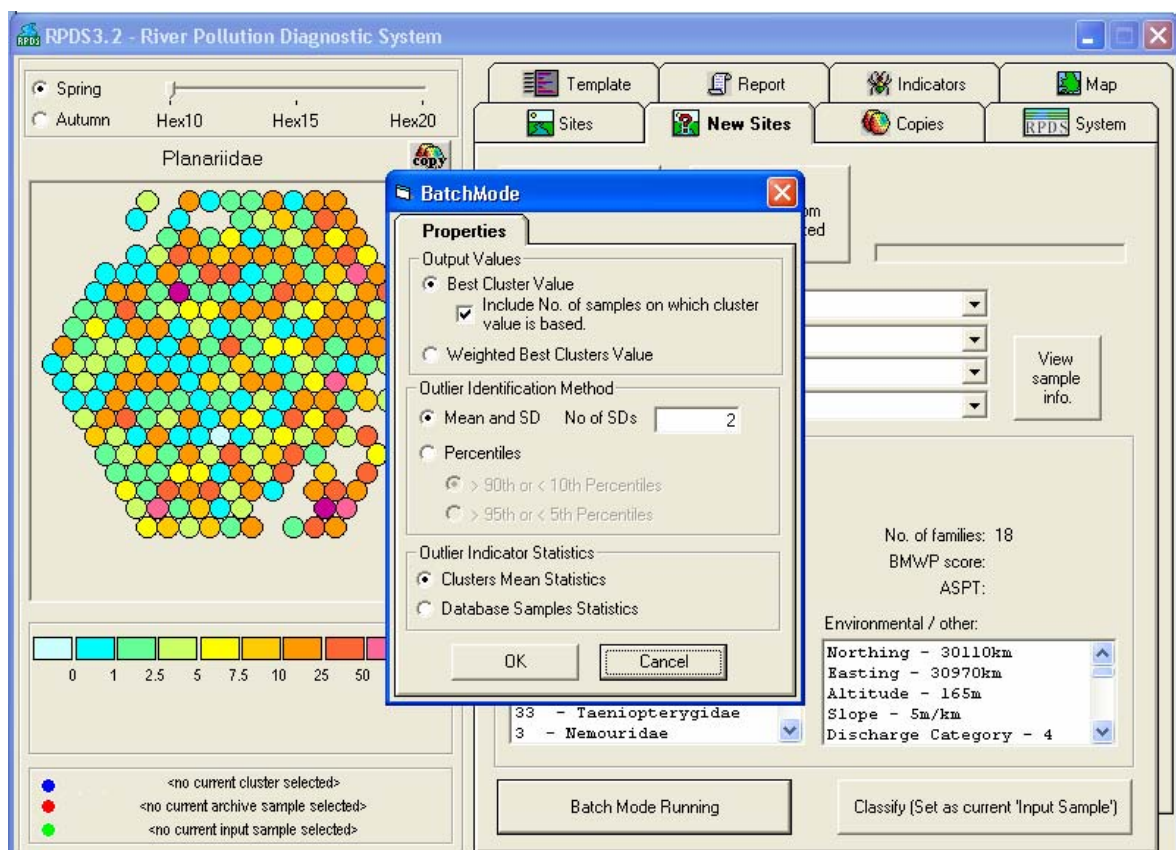 RPDS3.2 - River Pollution Diagnostic System
Spring
Autumn
Hex10 Hex15 Hex20
Planariidae
copy
0 1 2.5 5 7.5 10 25 50
<no current cluster selected>
<no current archive sample selected>
<no current input sample selected>
Template Report Indicators Map
Sites New Sites Copies RPDS System
BatchMode
Properties
Output Values
Best Cluster Value
Include No. of samples on which cluster
value is based.
Weighted Best Clusters Value
Outlier Identification Method
Mean and SD No of SDs 2
Percentiles
> 90th or < 10th Percentiles
> 95th or < 5th Percentiles
Outlier Indicator Statistics
Clusters Mean Statistics
Database Samples Statistics
OK Cancel
View
sample
info.
No. of families: 18
BMWP score:
ASPT:
Environmental / other:
Northing - 30110km
Easting - 30970km
Altitude - 165m
Slope - 5m/km
Discharge Category - 4
33 - Taeniopterygidae
3 - Nemouridae
Batch Mode Running
Classify (Set as current 'Input Sample')